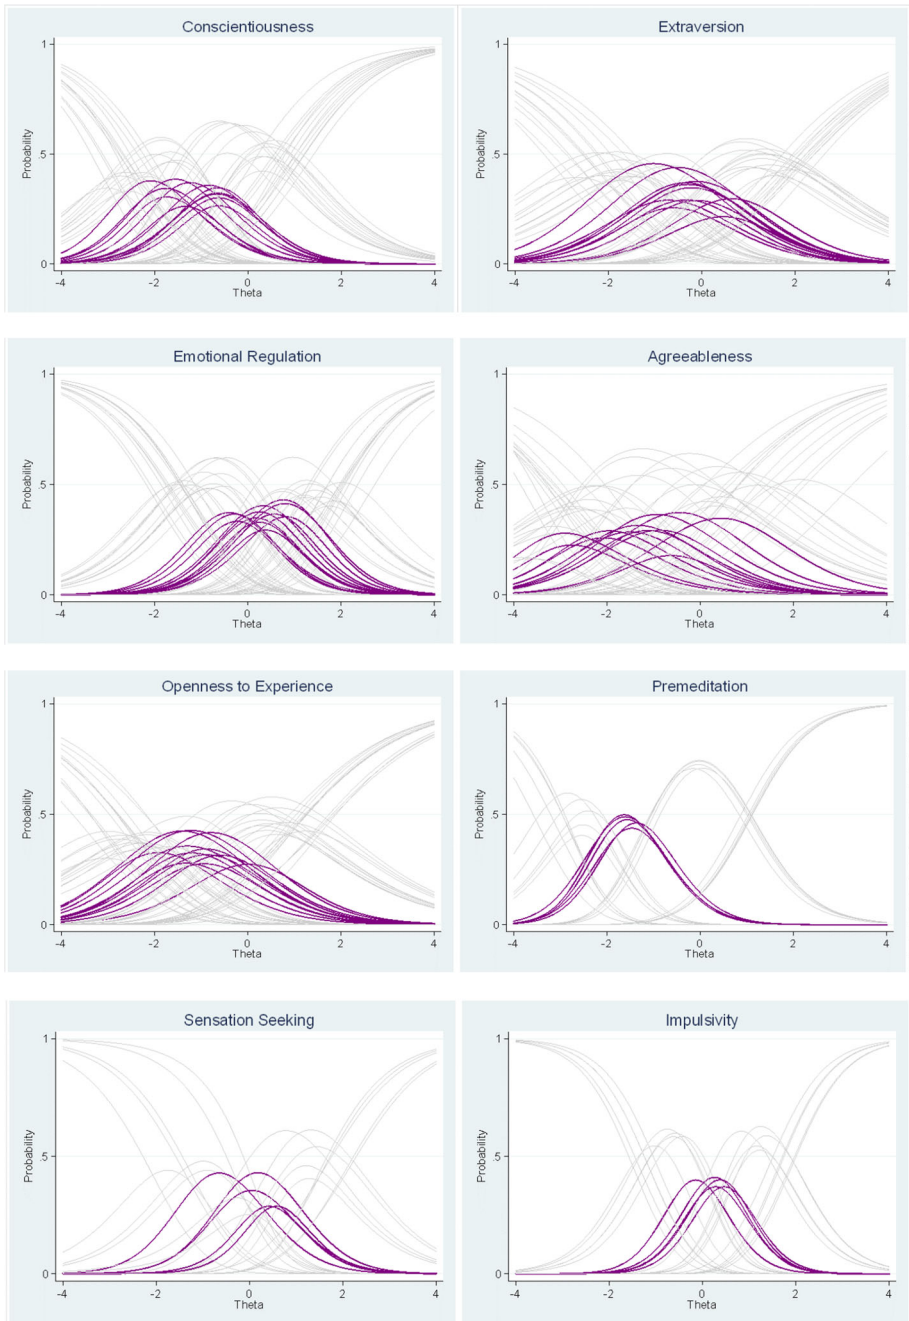 Conscientiousness
1
.5
0
Probability
-4 -2 0 2 4
Theta
Extraversion
1
.5
0
Probability
-4 -2 0 2 4
Theta
Emotional Regulation
1
.5
0
Probability
-4 -2 0 2 4
Theta
Agreeableness
1
.5
0
Probability
-4 -2 0 2 4
Theta
Openness to Experience
1
.5
0
Probability
-4 -2 0 2 4
Theta
Premeditation
1
.5
0
Probability
-4 -2 0 2 4
Theta
Sensation Seeking
1
.5
0
Probability
-4 -2 0 2 4
Theta
Impulsivity
1
.5
0
Probability
-4 -2 0 2 4
Theta